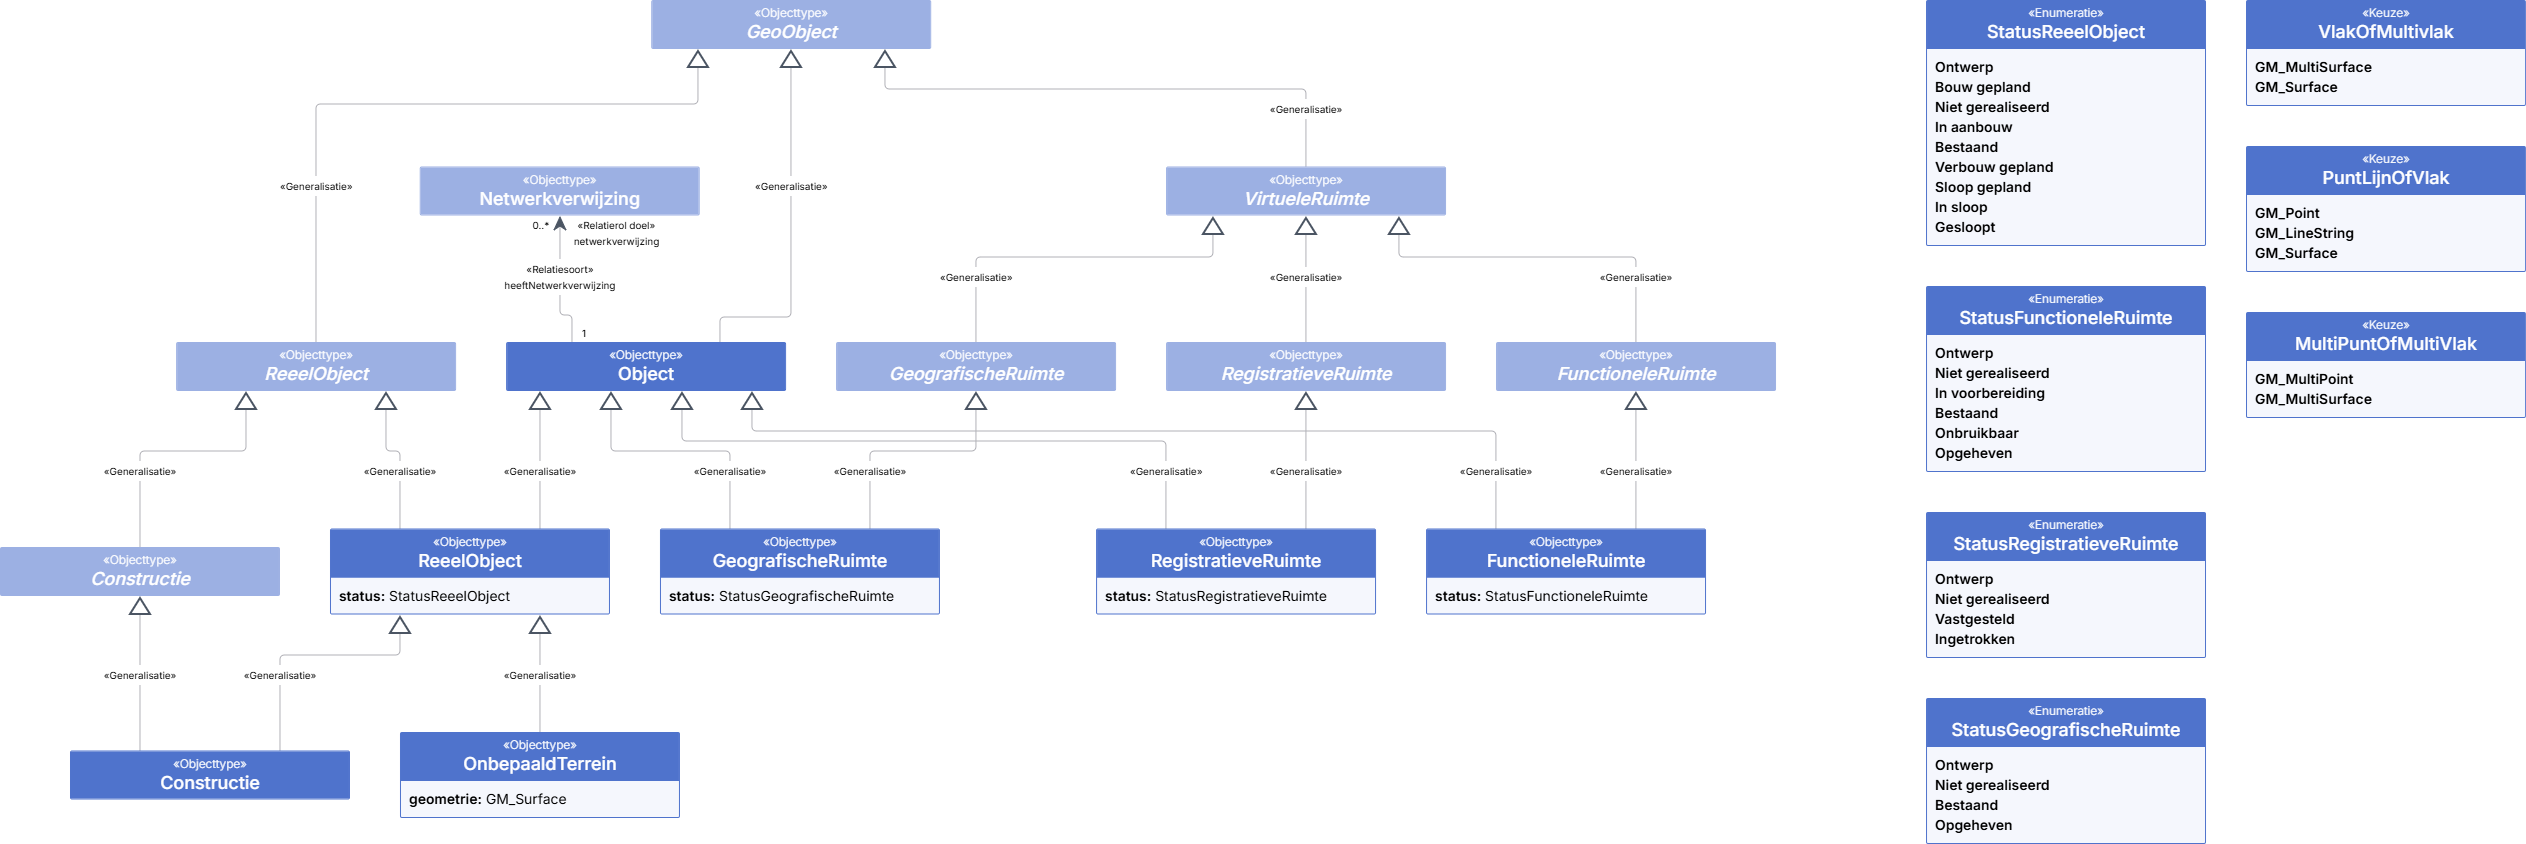 «Objecttype»
GeoObject
«Generalisatie»
«Generalisatie»
«Generalisatie»
«Objecttype»
Netwerkverwijzing
0..*
«Relatierol doel»
netwerkverwijzing
«Relatiesoort»
heeftNetwerkverwijzing
1
«Objecttype»
VirtueleRuimte
«Generalisatie»
«Generalisatie»
«Generalisatie»
«Objecttype»
ReeelObject
«Objecttype»
Object
«Objecttype»
GeografischeRuimte
«Objecttype»
RegistratieveRuimte
«Objecttype»
FunctioneleRuimte
«Generalisatie»
«Generalisatie»
«Generalisatie»
«Generalisatie»
«Generalisatie»
«Generalisatie»
«Generalisatie»
«Generalisatie»
«Generalisatie»
«Objecttype»
Constructie
«Objecttype»
ReeelObject
status: StatusReeelObject
«Objecttype»
GeografischeRuimte
status: StatusGeografischeRuimte
«Objecttype»
RegistratieveRuimte
status: StatusRegistratieveRuimte
«Objecttype»
FunctioneleRuimte
status: StatusFunctioneleRuimte
«Generalisatie»
«Generalisatie»
«Generalisatie»
«Objecttype»
Constructie
«Objecttype»
OnbepaaldTerrein
geometrie: GM_Surface
«Enumeratie»
StatusReeelObject
Ontwerp
Bouw gepland
Niet gerealiseerd
In aanbouw
Bestaand
Verbouw gepland
Sloop gepland
In sloop
Gesloopt
«Enumeratie»
StatusFunctioneleRuimte
Ontwerp
Niet gerealiseerd
In voorbereiding
Bestaand
Onbruikbaar
Opgeheven
«Enumeratie»
StatusRegistratieveRuimte
Ontwerp
Niet gerealiseerd
Vastgesteld
Ingetrokken
«Enumeratie»
StatusGeografischeRuimte
Ontwerp
Niet gerealiseerd
Bestaand
Opgeheven
«Keuze»
VlakOfMultivlak
GM_MultiSurface
GM_Surface
«Keuze»
PuntLijnOfVlak
GM_Point
GM_LineString
GM_Surface
«Keuze»
MultiPuntOfMultiVlak
GM_MultiPoint
GM_MultiSurface